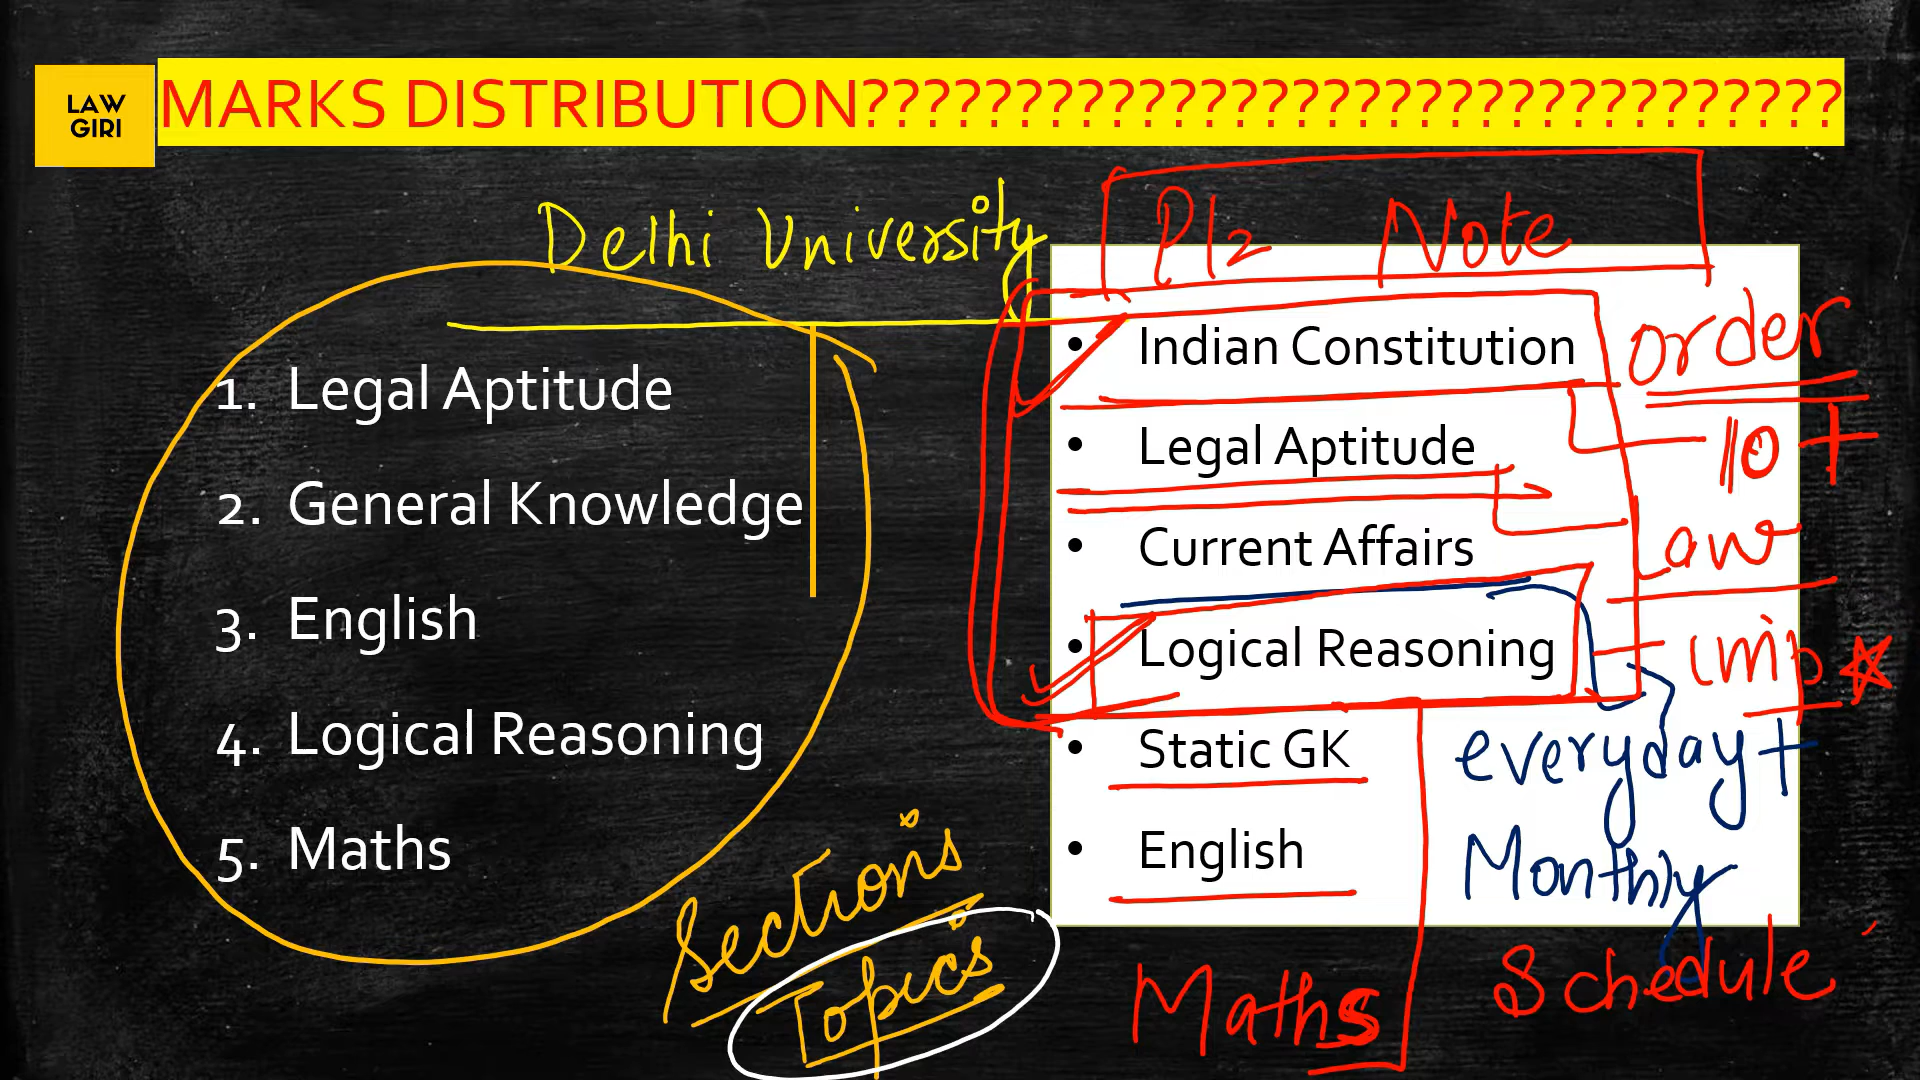 LAW
GIRI
MARKS DISTRIBUTION????????????????????????????????
Delhi University
1. Legal Aptitude
2. General Knowledge
3. English
4. Logical Reasoning
5. Maths
Sections
Topics
Plz Note
• Indian Constitution
• Legal Aptitude
• Current Affairs
• Logical Reasoning
• Static GK
• English
Maths
order
10 +
Law
imp
everyday +
Monthly
Schedule